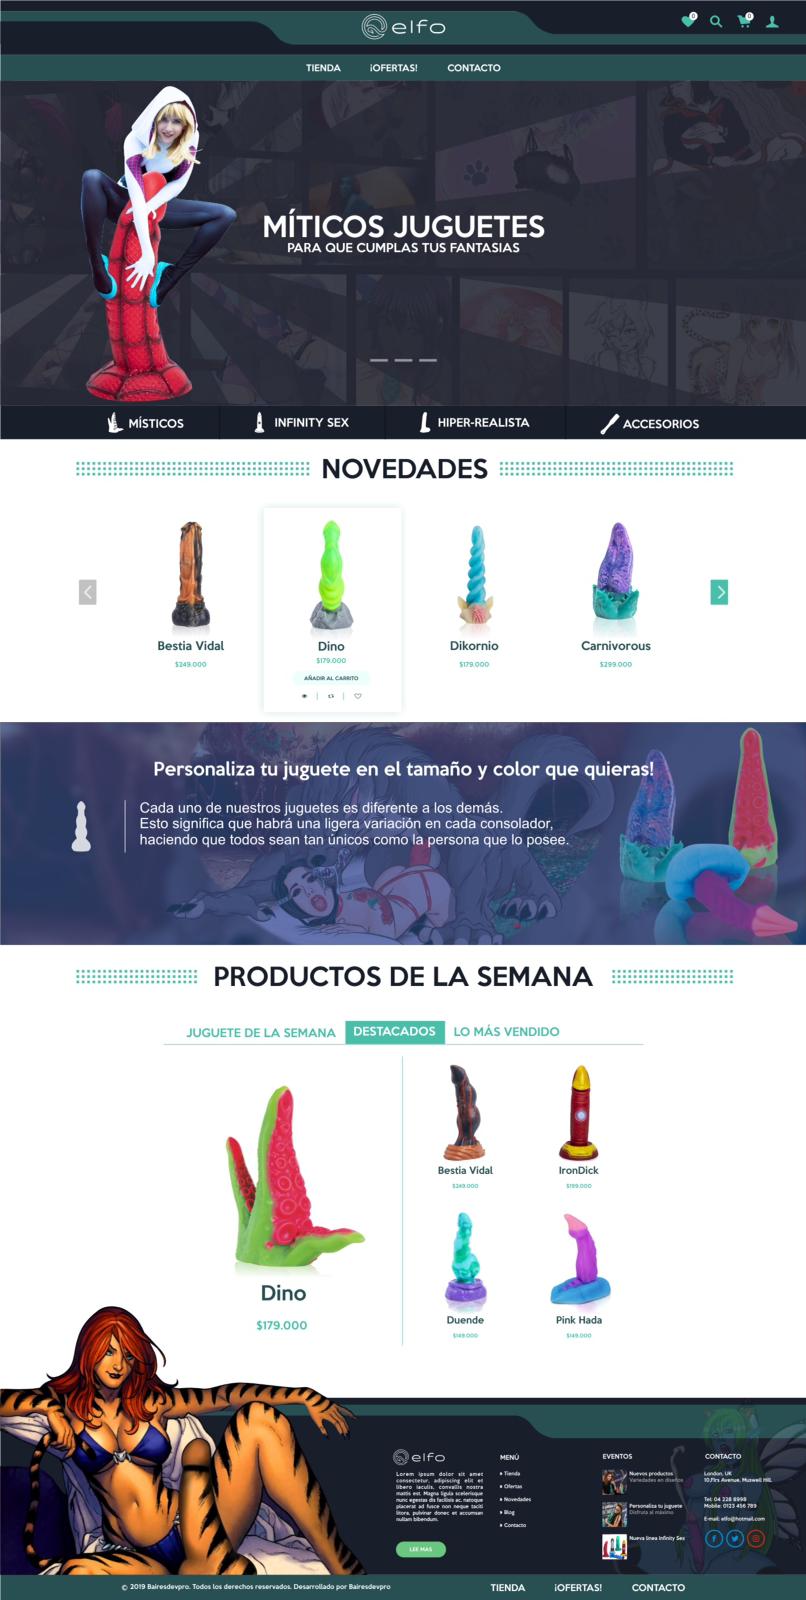 elfo
0
0
TIENDA
¡OFERTAS!
CONTACTO
MÍTICOS JUGUETES
PARA QUE CUMPLAS TUS FANTASIAS
MÍSTICOS
INFINITY SEX
HIPER-REALISTA
ACCESORIOS
NOVEDADES
Bestia Vidal
$249.000
Dino
$179.000
AÑADIR AL CARRITO
Dikornio
$179.000
Carnivorous
$299.000
Personaliza tu juguete en el tamaño y color que quieras!
Cada uno de nuestros juguetes es diferente a los demás.
Esto significa que habrá una ligera variación en cada consolador,
haciendo que todos sean tan únicos como la persona que lo posee.
PRODUCTOS DE LA SEMANA
JUGUETE DE LA SEMANA
DESTACADOS
LO MÁS VENDIDO
Dino
$179.000
Bestia Vidal
$249.000
IronDick
$199.000
Duende
$149.000
Pink Hada
$149.000
elfo
Lorem ipsum dolor sit amet
consectetur, adipiscing elit et
libero iaculis, convallis nostra
mattis est. Magna ligula scelerisque
nunc egestas dis facilisis ac, natoque
placerat ad fusce non neque taciti
litora, pulvinar donec et accumsan
nullam bibendum.
LEE MAS
MENÚ
Tienda
Ofertas
Novedades
Blog
Contacto
EVENTOS
Nuevos productos
Variedades en diseños
Personaliza tu juguete
Disfruta al máximo
Nueva linea Infinity Sex
CONTACTO
London, UK
10,Firs Avenue, Muswell Hill,
Tel: 04 228 8998
Mobile: 0123 456 789
E-mail: elfo@hotmail.com
© 2019 Bairesdevpro. Todos los derechos reservados. Desarrollado por Bairesdevpro
TIENDA
¡OFERTAS!
CONTACTO